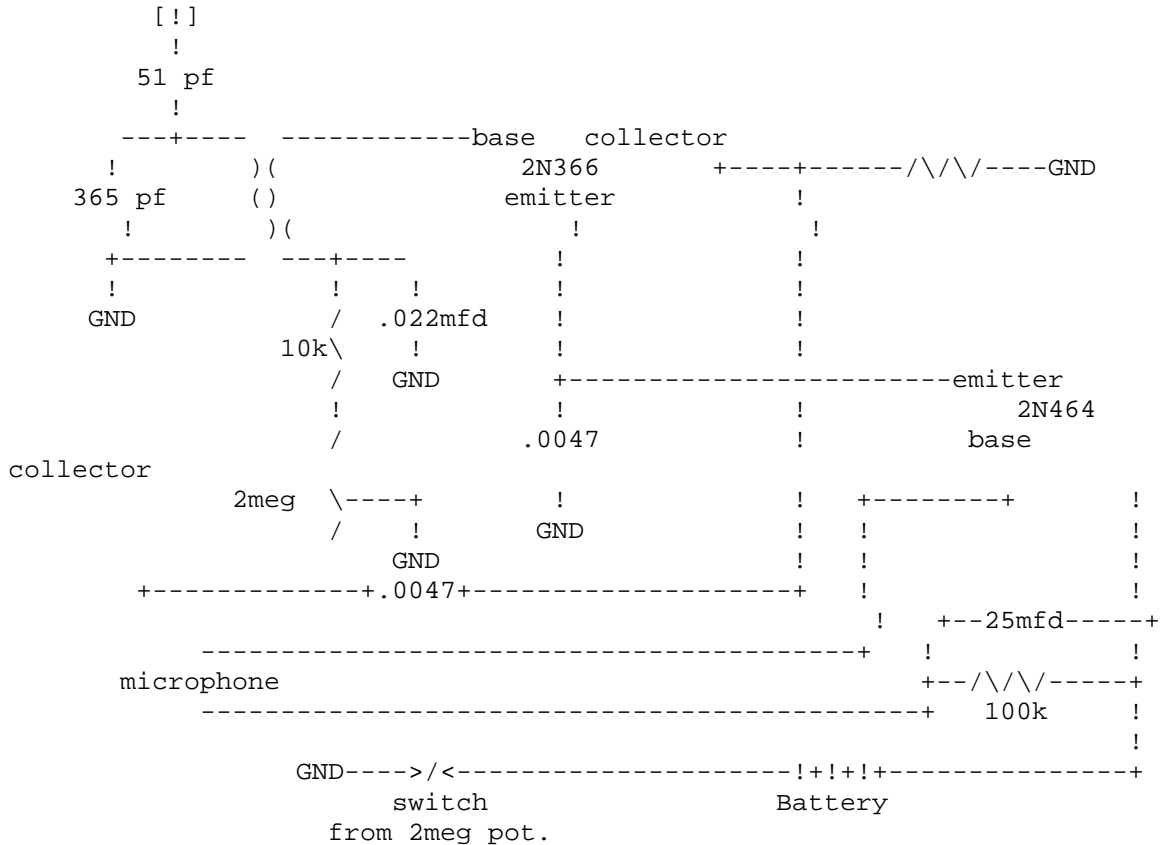 [!]
!
51 pf
!
---+---- ------------base collector
! )( 2N366 +----+------/\/\/----GND
365 pf () emitter !
! )( ! !
+-------- ---+---- ! !
! ! ! ! !
GND / .022mfd ! !
10k\ ! ! !
/ GND +------------------------emitter
! ! ! 2N464
/ .0047 ! base
collector
2meg \----+ ! ! +--------+ !
/ ! GND ! ! !
GND ! ! !
+-------------+.0047+--------------------+ ! !
! +--25mfd-----+
-----------------------------------------+ ! !
microphone +--/\/\/-----+
---------------------------------------------+ 100k !
!
GND---->/<---------------------!+!+!+---------------+
switch Battery
from 2meg pot.